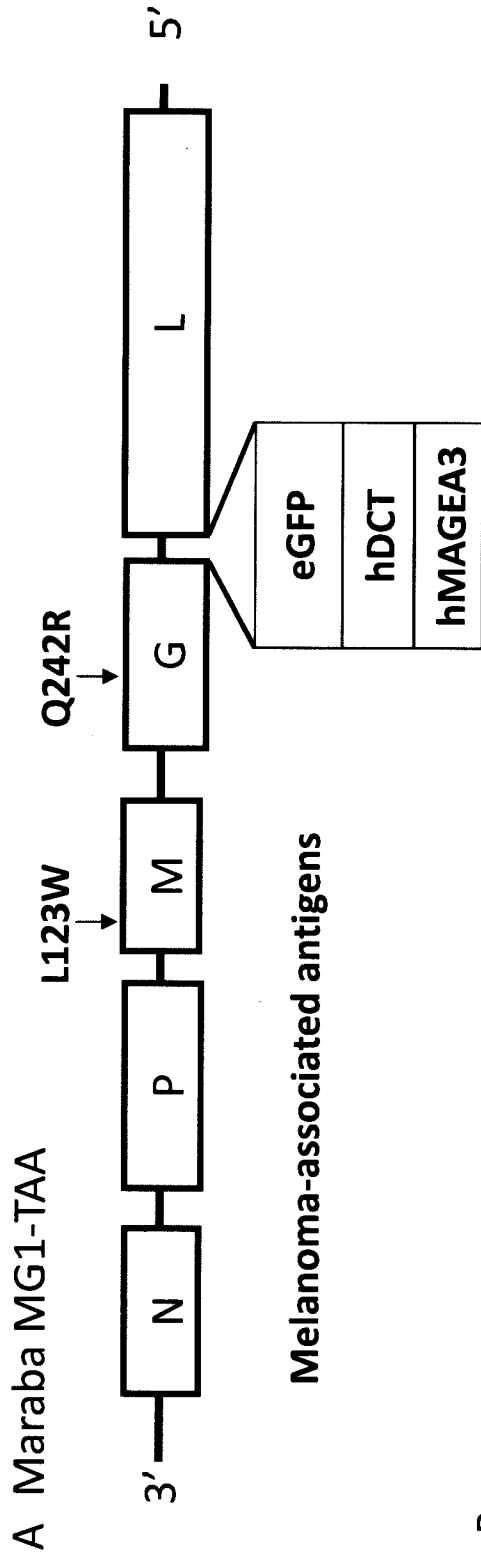 A Maraba MG1-TAA
L123W
Q242R
3’
N
P
M
G
L
5’
Melanoma-associated antigens
eGFP
hDCT
hMAGEA3